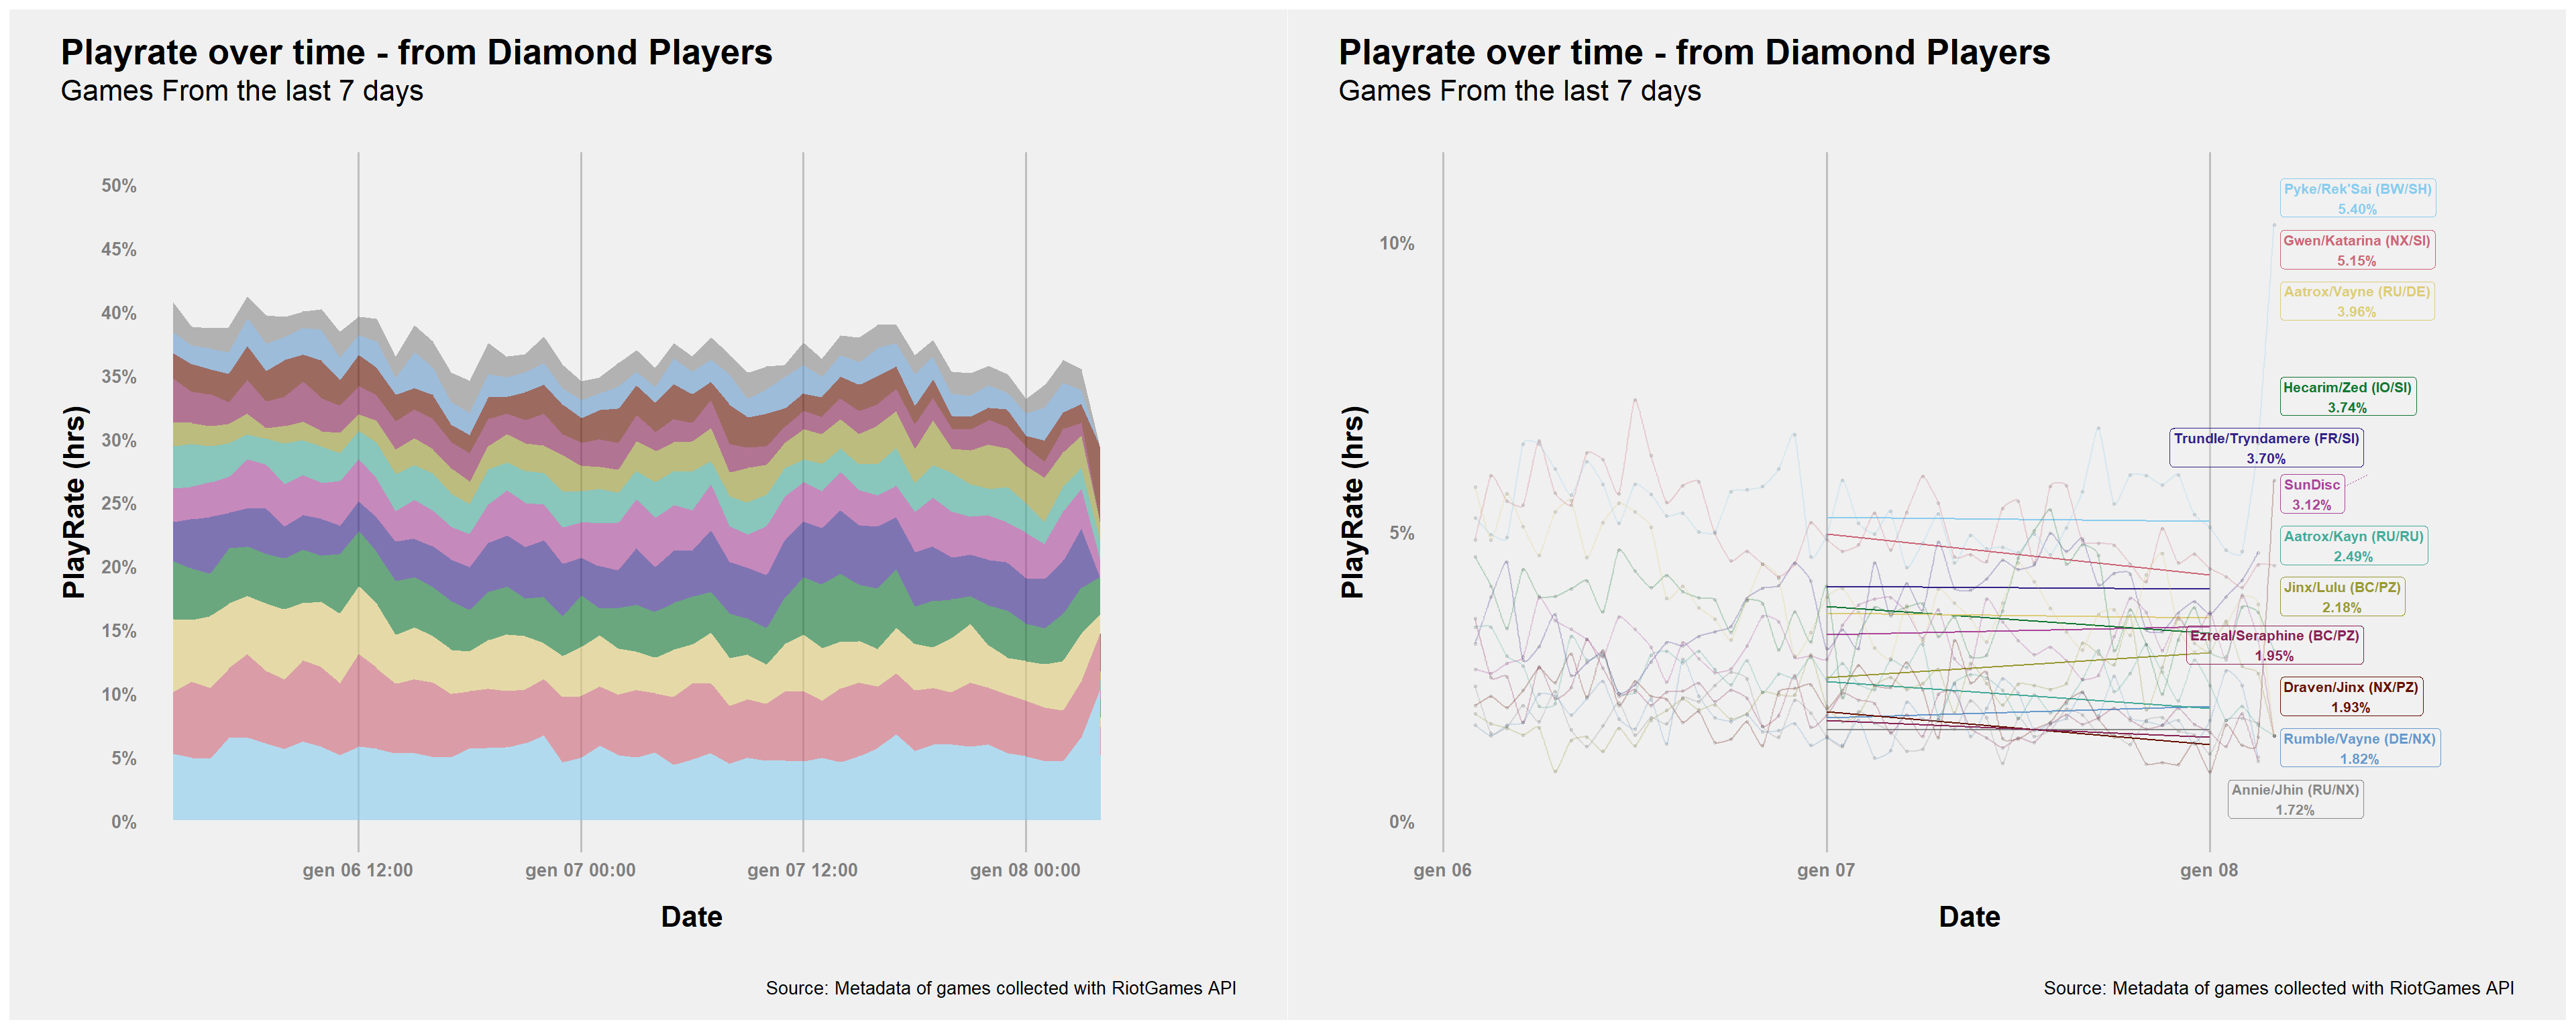 Playrate over time - from Diamond Players
Games From the last 7 days
50%
45%
40%
35%
30%
25%
20%
15%
10%
5%
0%
PlayRate (hrs)
gen 06 12:00
gen 07 00:00
gen 07 12:00
gen 08 00:00
Date
Source: Metadata of games collected with RiotGames API
Playrate over time - from Diamond Players
Games From the last 7 days
10%
5%
0%
PlayRate (hrs)
Pyke/Rek'Sai (BW/SH)
5.40%
Gwen/Katarina (NX/SI)
5.15%
Aatrox/Vayne (RU/DE)
3.96%
Hecarim/Zed (IO/SI)
3.74%
Trundle/Tryndamere (FR/SI)
3.70%
SunDisc
3.12%
Aatrox/Kayn (RU/RU)
2.49%
Jinx/Lulu (BC/PZ)
2.18%
Ezreal/Seraphine (BC/PZ)
1.95%
Draven/Jinx (NX/PZ)
1.93%
Rumble/Vayne (DE/NX)
1.82%
Annie/Jhin (RU/NX)
1.72%
gen 06
gen 07
gen 08
Date
Source: Metadata of games collected with RiotGames API